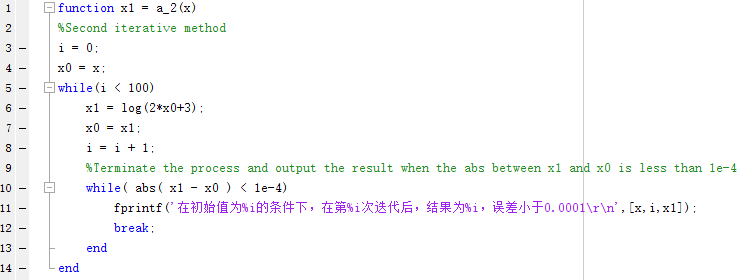 1 function x1 = a_2(x)
2 %Second iterative method
3 — i = 0;
4 — x0 = x;
5 — while(i < 100)
6 — x1 = log(2*x0+3);
7 — x0 = x1;
8 — i = i + 1;
9 %Terminate the process and output the result when the abs between x1 and x0 is less than 1e-4
10 — while( abs( x1 - x0 ) < 1e-4)
11 — fprintf('在初始值为%i的条件下，在第%i次迭代后，结果为%i，误差小于0.0001\r\n',[x,i,x1]);
12 — break;
13 — end
14 — end